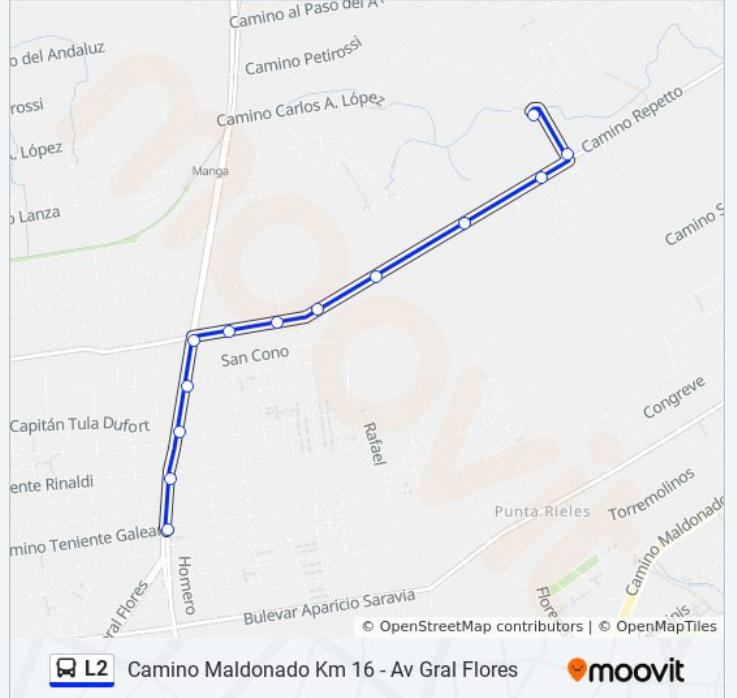 Camino al Paso del A
o del Andaluz
Camino Petirossi
rossi
Camino Carlos A. López
Camino Repetto
. López
Manga
o Lanza
Camino S
San Cono
Congreve
Capitán Tula Dufort
Rafael
ente Rinaldi
Torremolinos
Punta Rieles
mino Teniente Galea
Camino Maldonado
Homero
ral Flores
Flore
Bulevar Aparicio Saravia
inis
© OpenStreetMap contributors | © OpenMapTiles
moovit
L2 Camino Maldonado Km 16 - Av Gral Flores
moovit